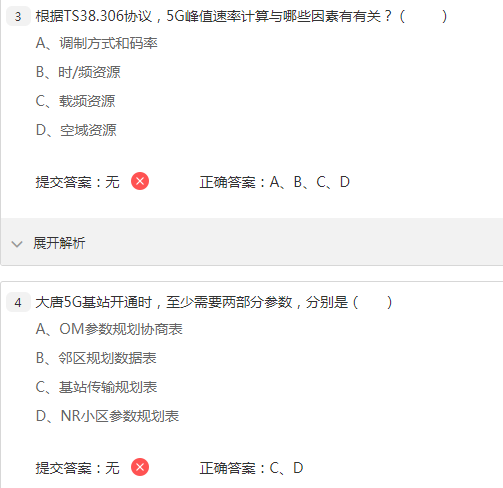 3 根据TS38.306协议，5G峰值速率计算与哪些因素有有关？（　　）
A、调制方式和码率
B、时/频资源
C、载频资源
D、空域资源
提交答案：无 正确答案：A、B、C、D
展开解析
4 大唐5G基站开通时，至少需要两部分参数，分别是（　　）
A、OM参数规划协商表
B、邻区规划数据表
C、基站传输规划表
D、NR小区参数规划表
提交答案：无 正确答案：C、D